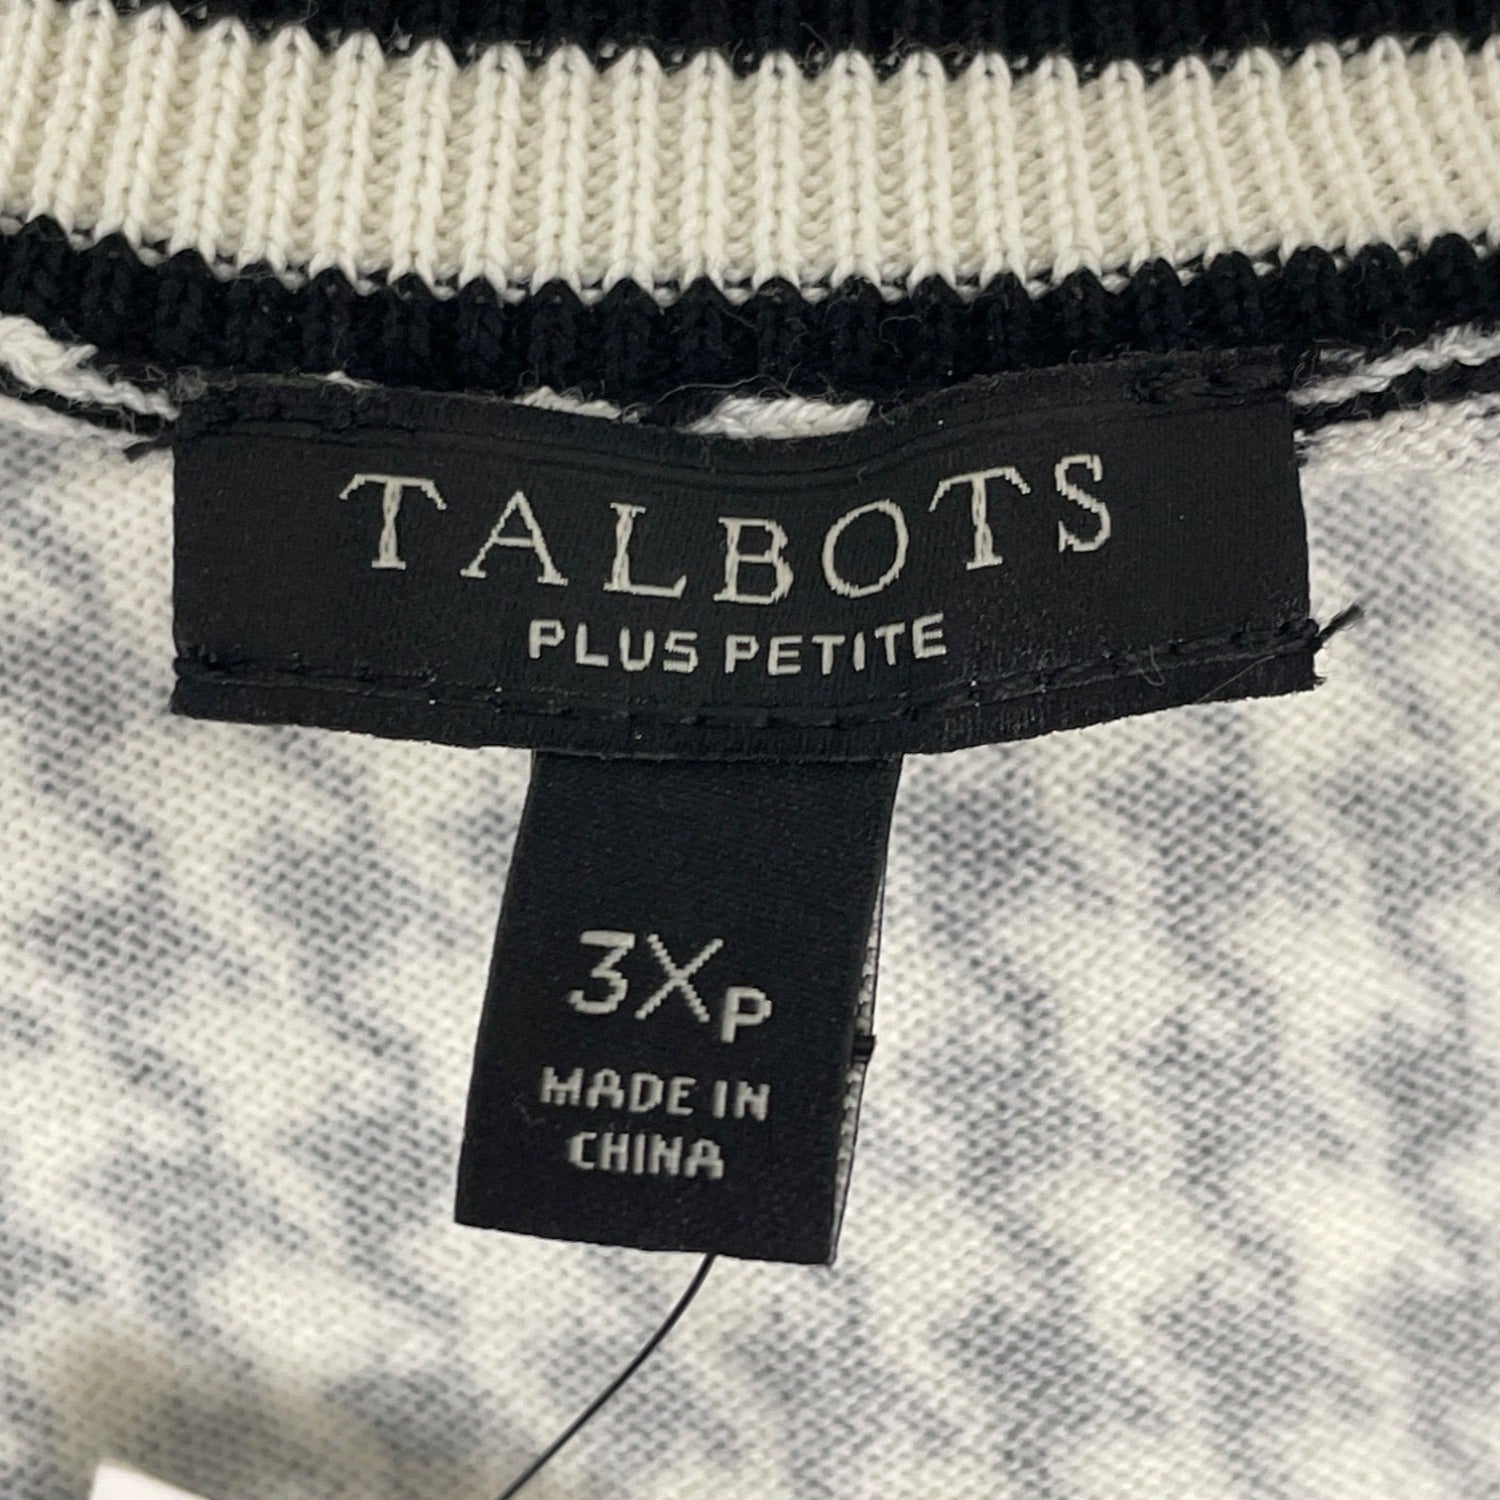 TALBOTS
PLUS PETITE
3XP
MADE IN
CHINA